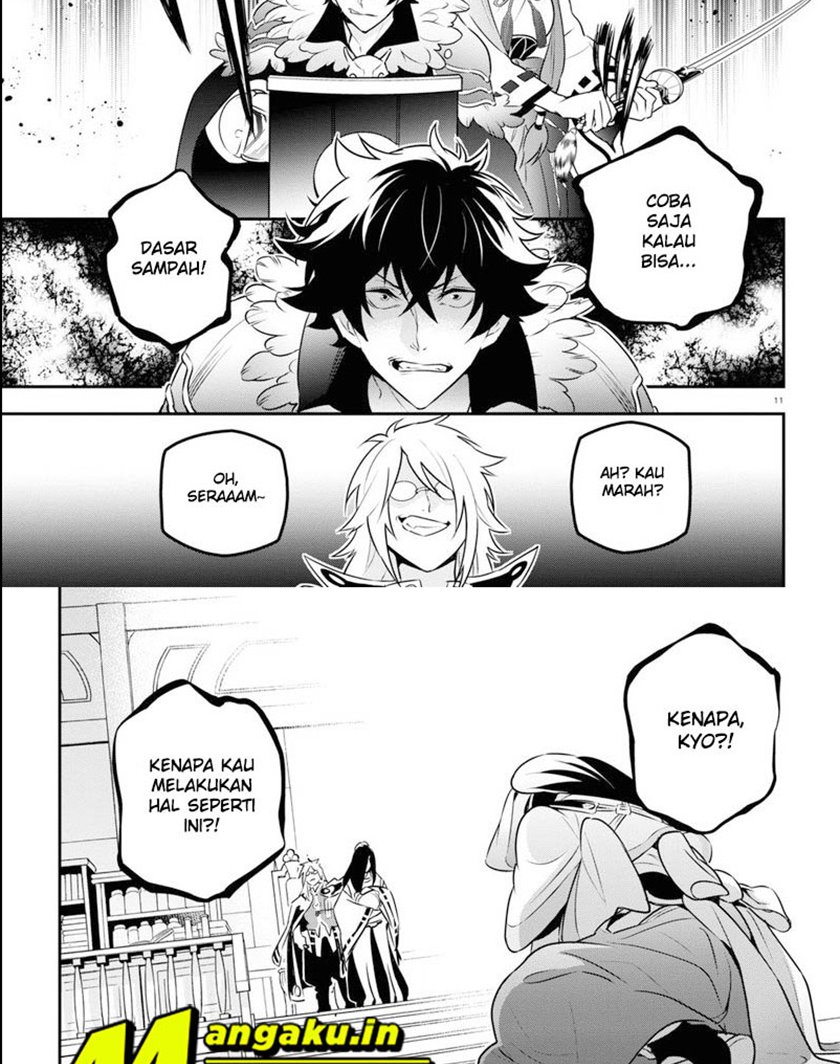 COBA
SAJA
KALAU
BISA...
DASAR
SAMPAH!
11
AH? KAU
MARAH?
OH,
SERAAAM~
KENAPA,
KYO?!
KENAPA KAU
MELAKUKAN
HAL SEPERTI
INI?!
Mangaku.in